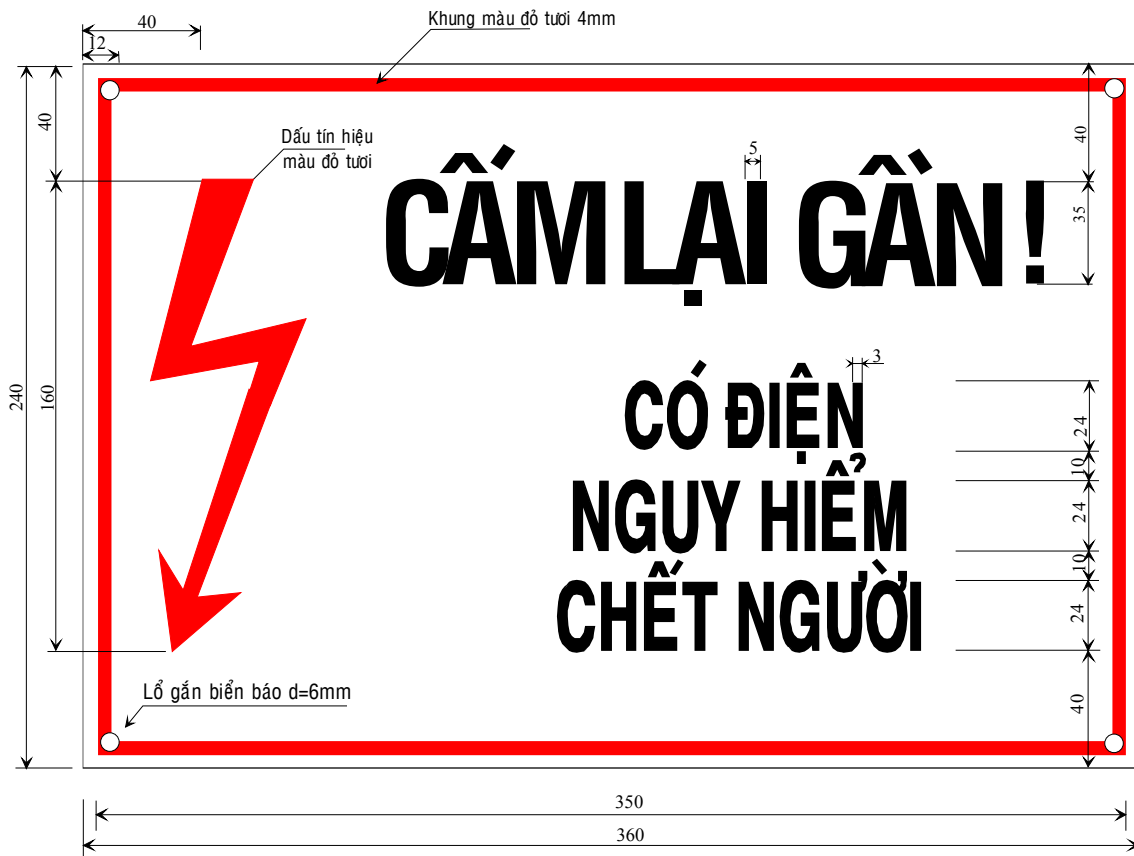 40
Khung màu đỏ tươi 4mm
12
40
40
Dấu tín hiệu
màu đỏ tươi
5
CẤM LẠI GẦN !
35
240
160
3
CÓ ĐIỆN
24
10
NGUY HIỂM
24
10
CHẾT NGƯỜI
24
Lổ gắn biển báo d=6mm
40
350
360